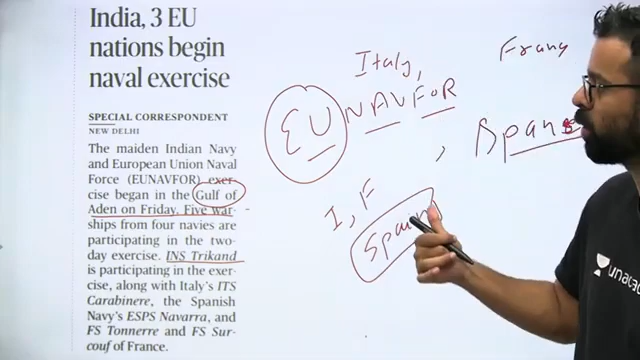 India, 3 EU
nations begin
naval exercise
SPECIAL CORRESPONDENT
NEW DELHI
The maiden Indian Navy
and European Union Naval
Force (EUNAVFOR) exer-
cise began in the Gulf of
Aden on Friday. Five war-
ships from four navies are
participating in the two-
day exercise. INS Trikand
is participating in the exer-
cise, along with Italy's ITS
Carabinere, the Spanish
Navy's ESPS Navarra, and
FS Tonnerre and FS Sur-
couf of France.
Italy,
EU NAVFOR
I, F
Spain
unaca